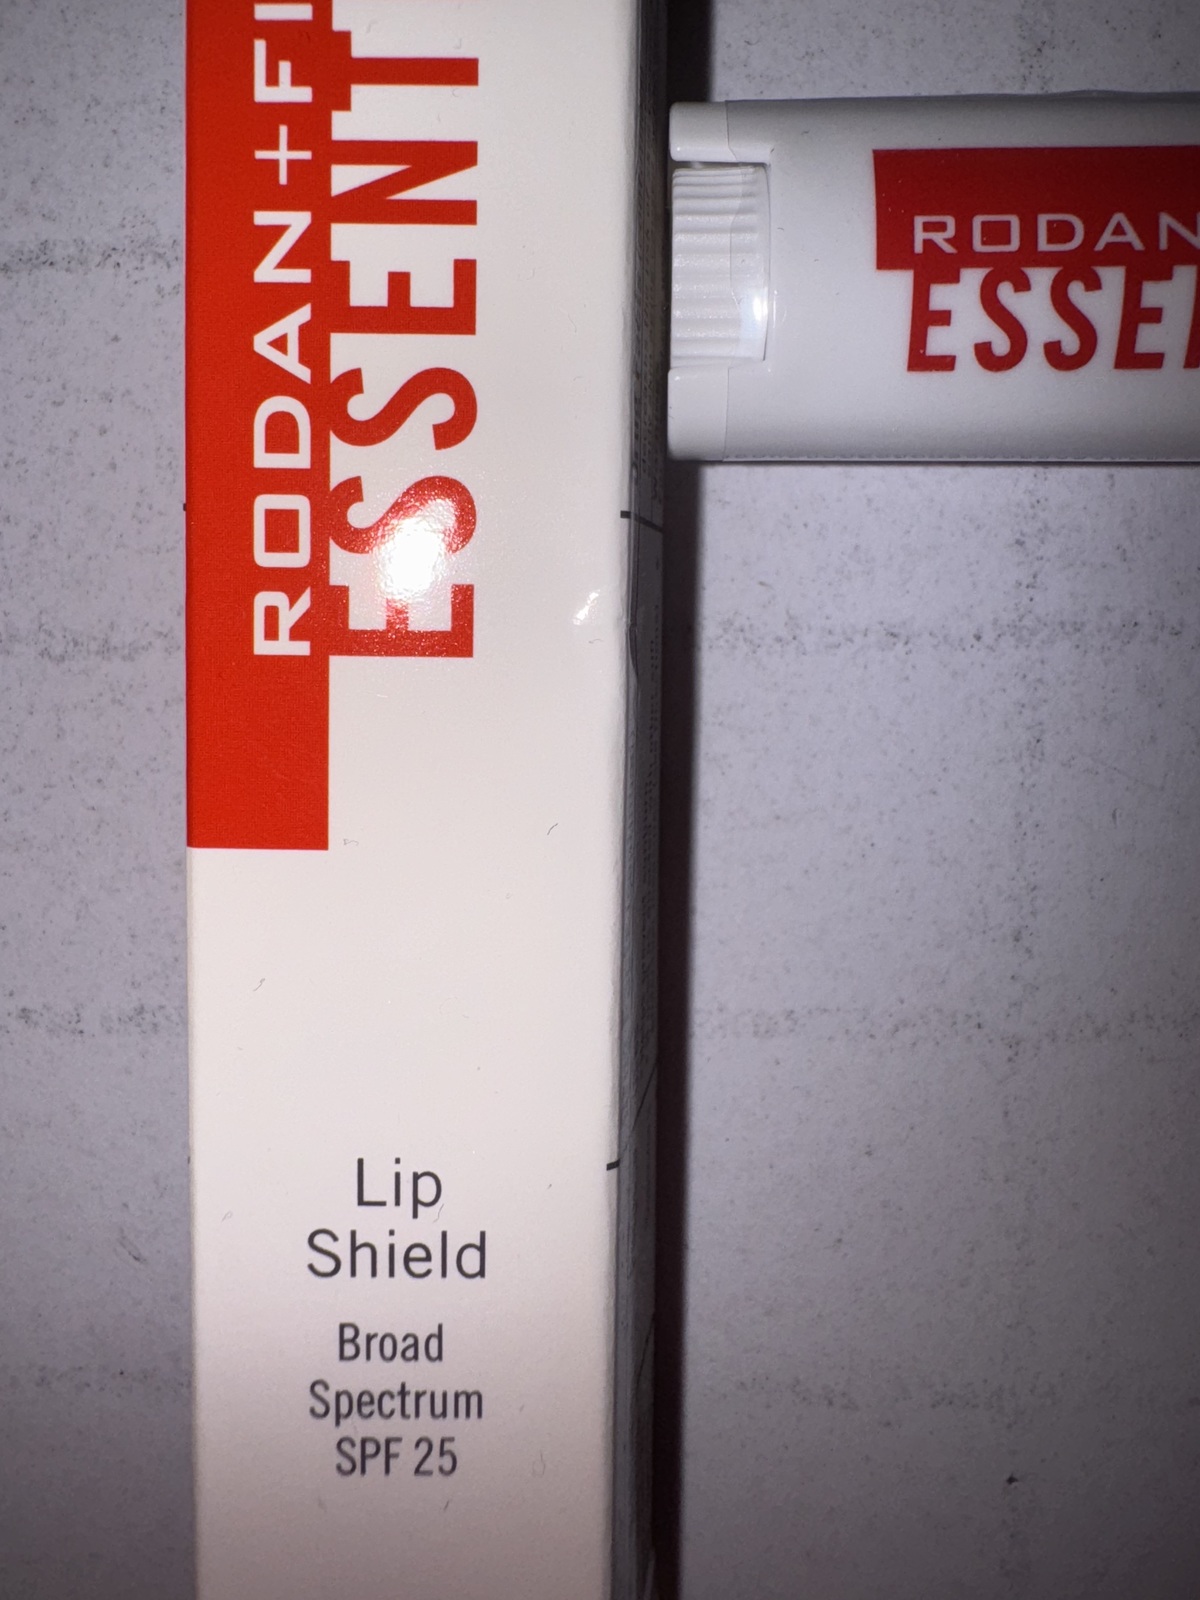 RODAN+FI
ESSENT
Lip
Shield
Broad
Spectrum
SPF 25
RODAN
ESSE